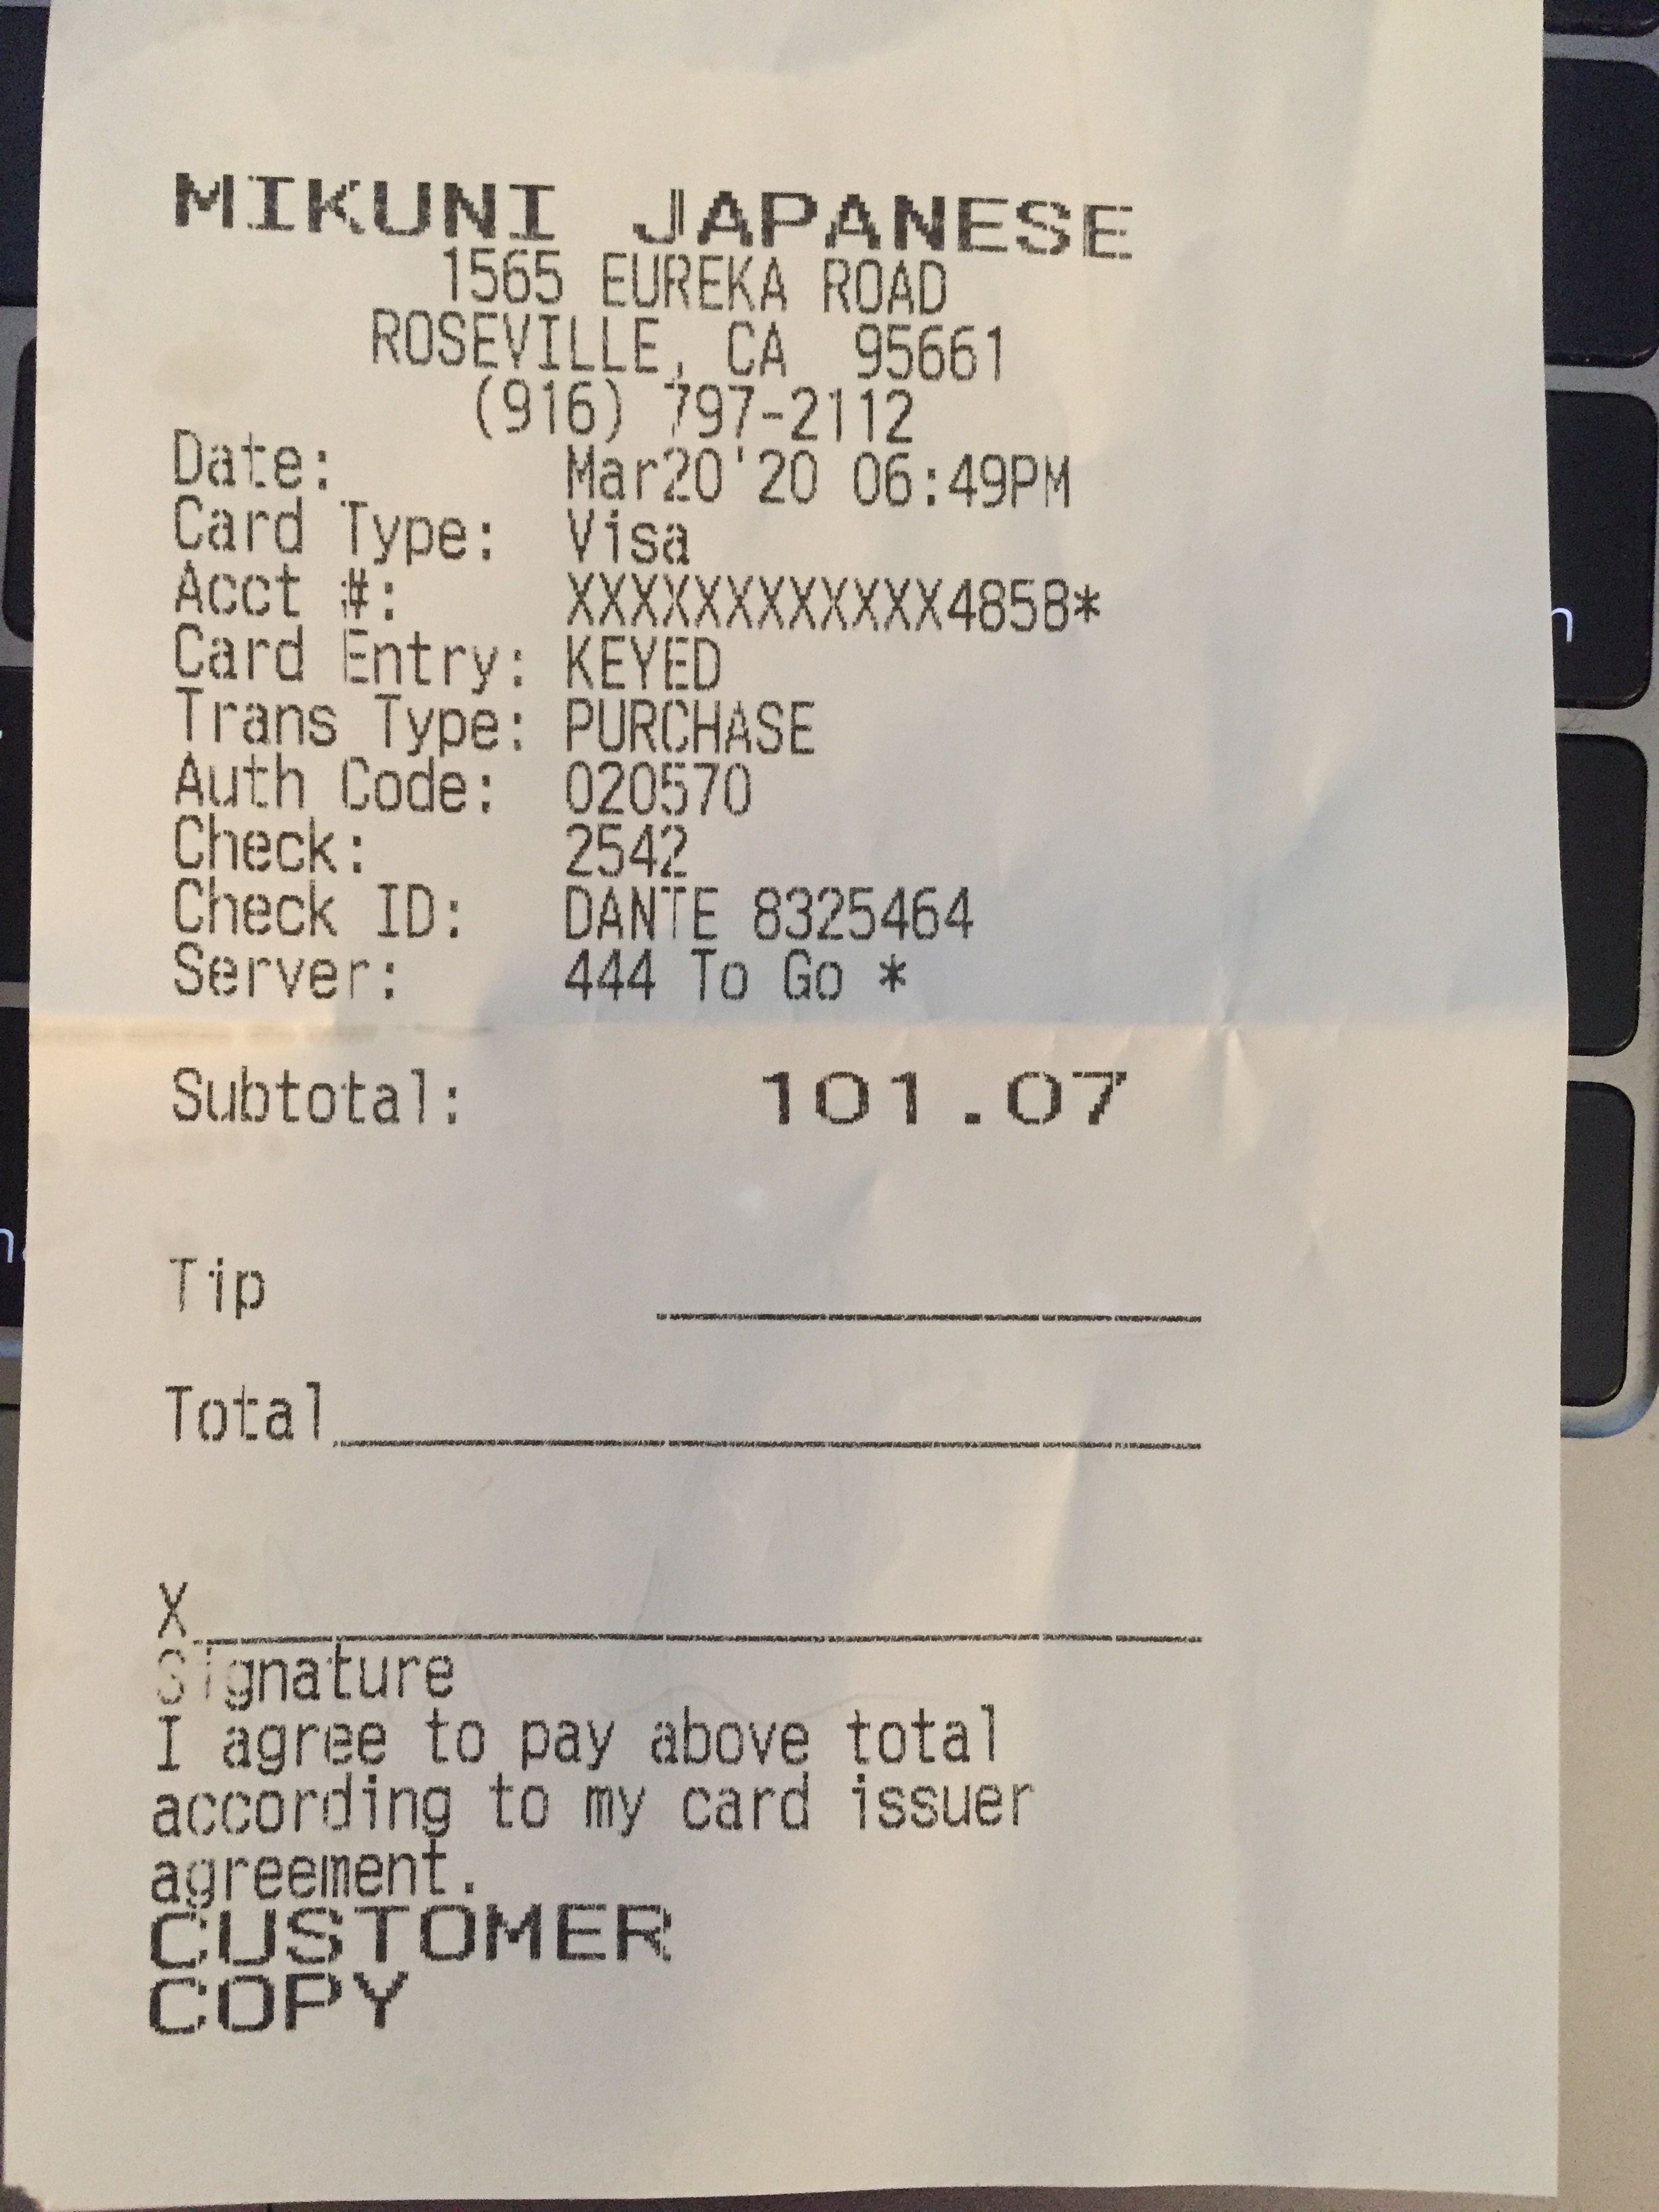 MIKUNI JAPANESE
1565 EUREKA ROAD
ROSEVILLE, CA 95661
(916) 797-2112
Date: Mar20'20 06:49PM
Card Type: Visa
Acct #: XXXXXXXXXXXX4858*
Card Entry: KEYED
Trans Type: PURCHASE
Auth Code: 020570
Check: 2542
Check ID: DANTE 8325464
Server: 444 To Go *
Subtotal: 101.07
Tip
Total
X
Signature
I agree to pay above total
according to my card issuer
agreement.
CUSTOMER
COPY